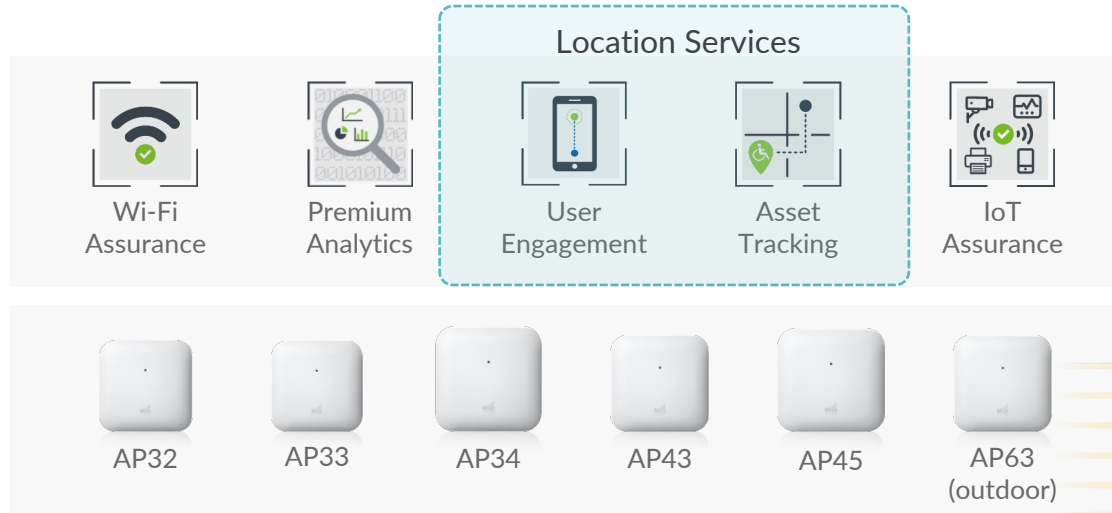 Location Services
Wi-Fi
Assurance
Premium
Analytics
User
Engagement
Asset
Tracking
IoT
Assurance
AP32
AP33
AP34
AP43
AP45
AP63
(outdoor)